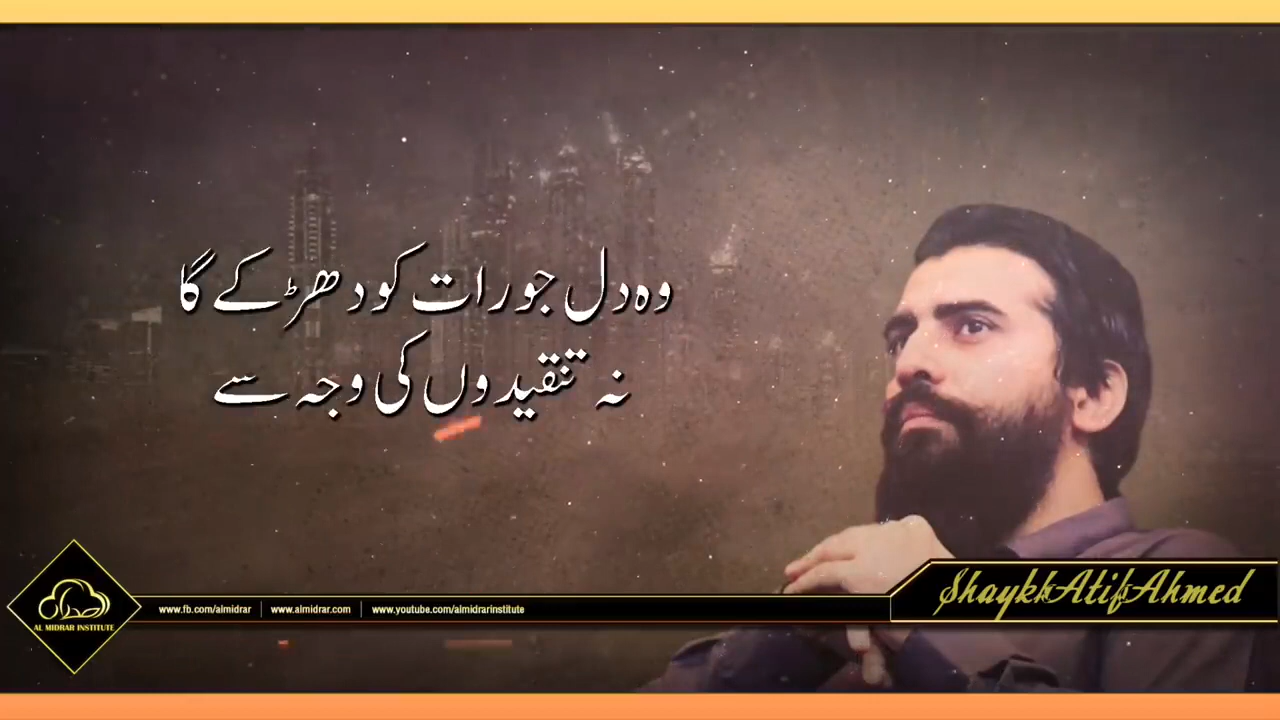 وہ دل جو رات کو دھڑکے گا
نہ تنقیدوں کی وجہ سے
ShaykhAtifAhmed
www.fb.com/almidrar | www.almidrar.com | www.youtube.com/almidrarinstitute
AL MIDRAR INSTITUTE